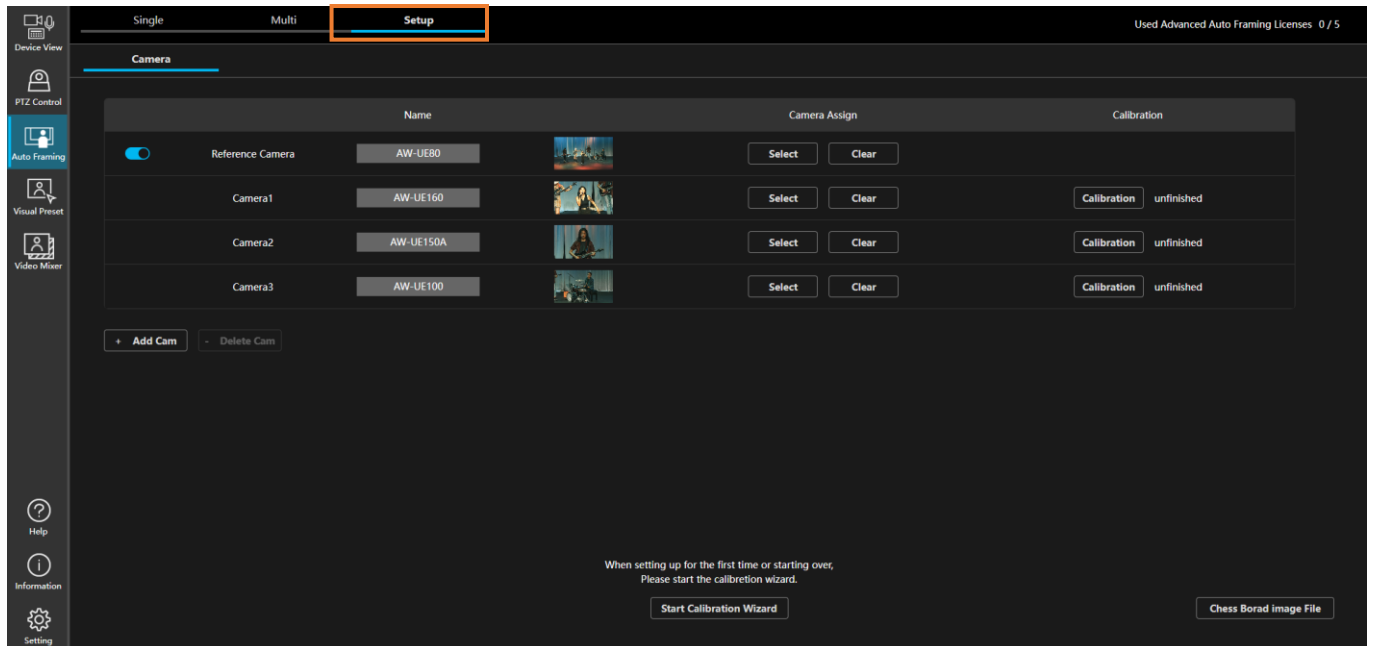 Single Multi Setup Used Advanced Auto Framing Licenses 0 / 5
Device View
Camera
PTZ Control
Name Camera Assign Calibration
Auto Framing
Reference Camera AW-UE80 Select Clear
Camera1 AW-UE160 Select Clear Calibration unfinished
Visual Preset
Camera2 AW-UE150A Select Clear Calibration unfinished
Video Mixer
Camera3 AW-UE100 Select Clear Calibration unfinished
+ Add Cam - Delete Cam
Help
When setting up for the first time or starting over,
Please start the calibretion wizard.
Information
Start Calibration Wizard Chess Borad image File
Setting